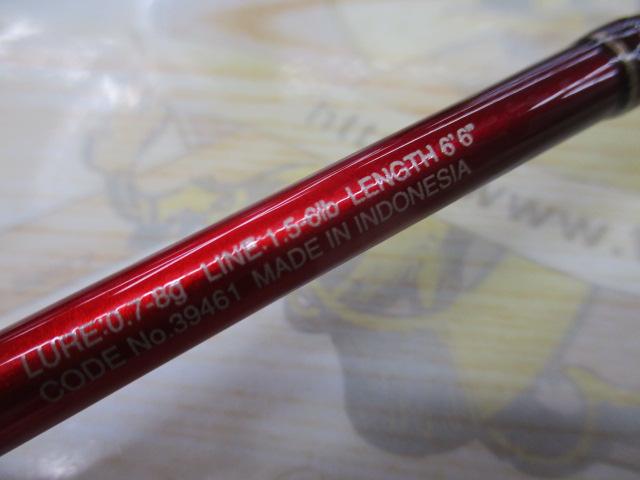 LURE:0.7-8g LINE:1.5-6lb LENGTH 6'6"
CODE No.39461 MADE IN INDONESIA